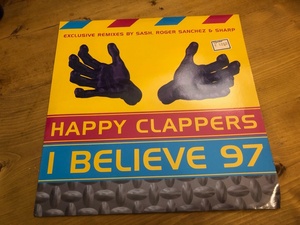 EXCLUSIVE REMIXES BY SASH, ROGER SANCHEZ & SHARP
HAPPY CLAPPERS
I BELIEVE 97